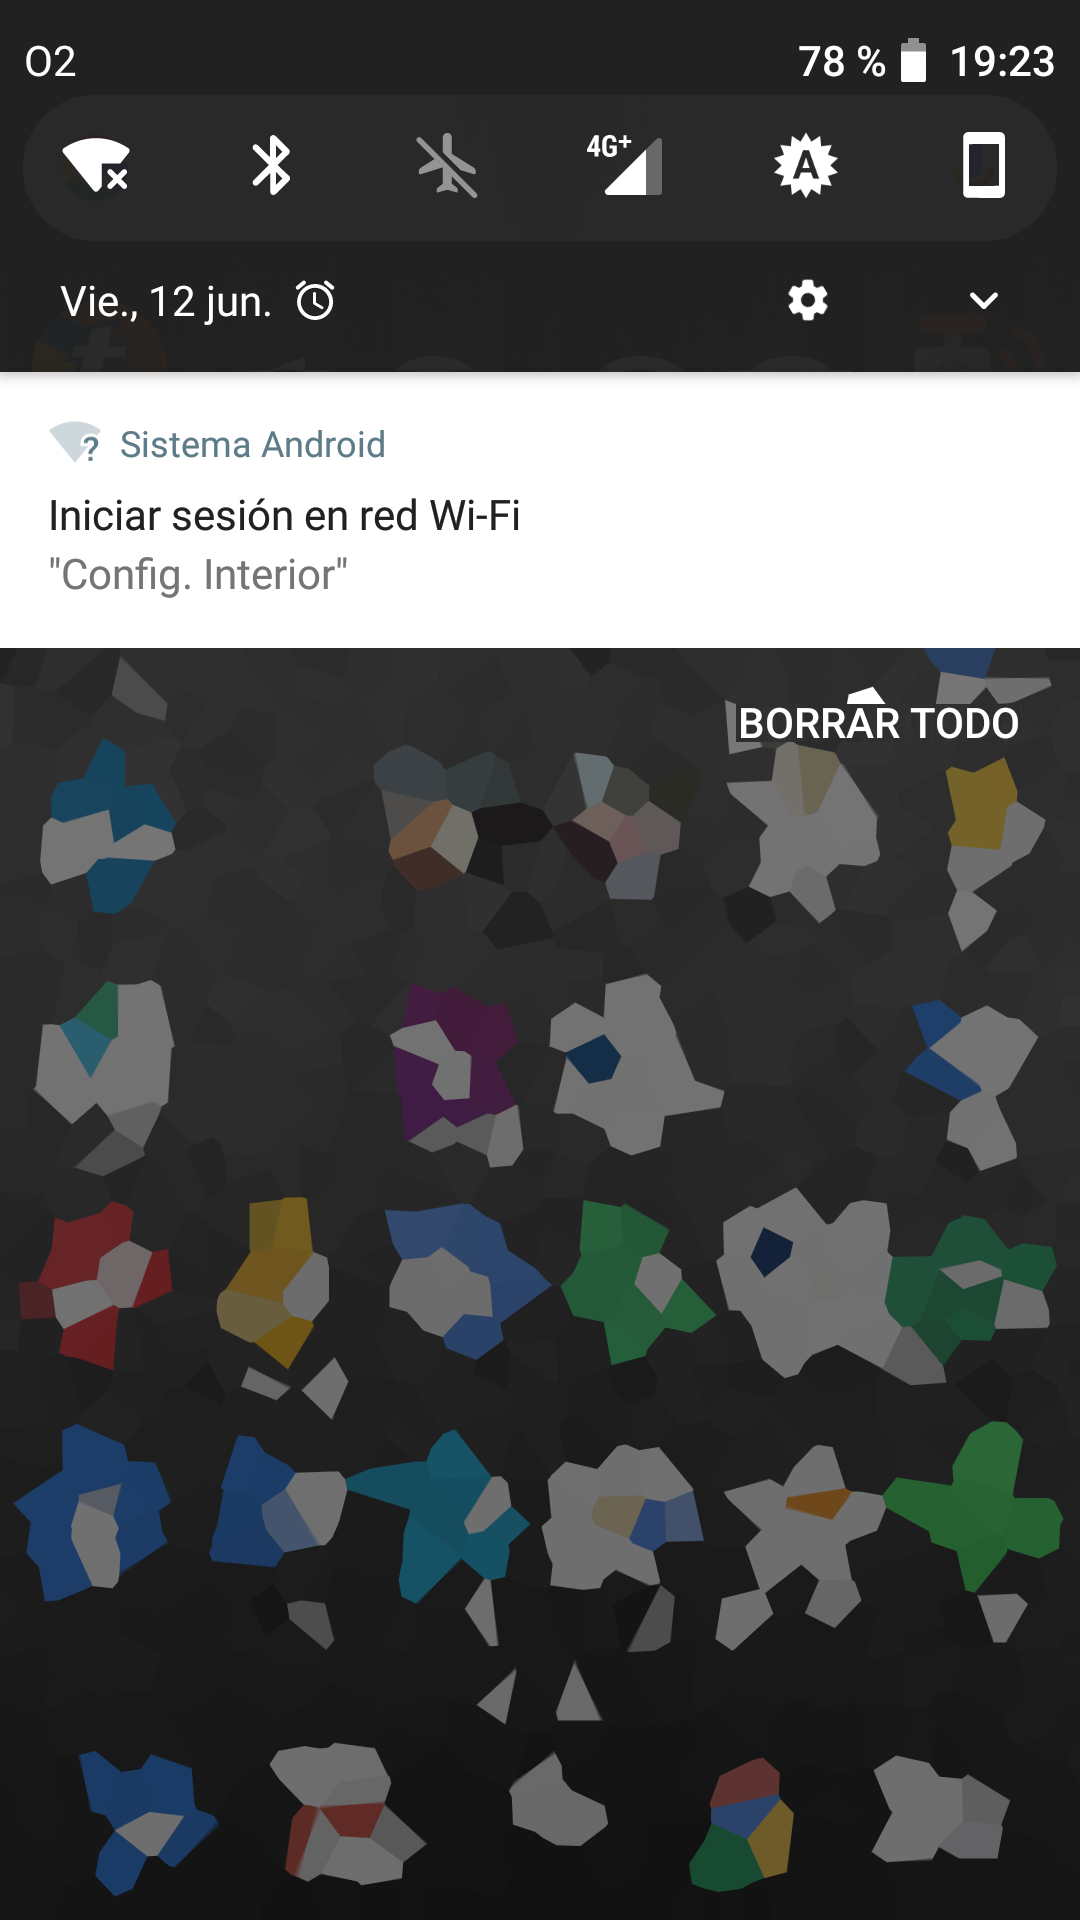 O2
78 % 19:23
4G+
A
Vie., 12 jun.
? Sistema Android
Iniciar sesión en red Wi-Fi
"Config. Interior"
BORRAR TODO